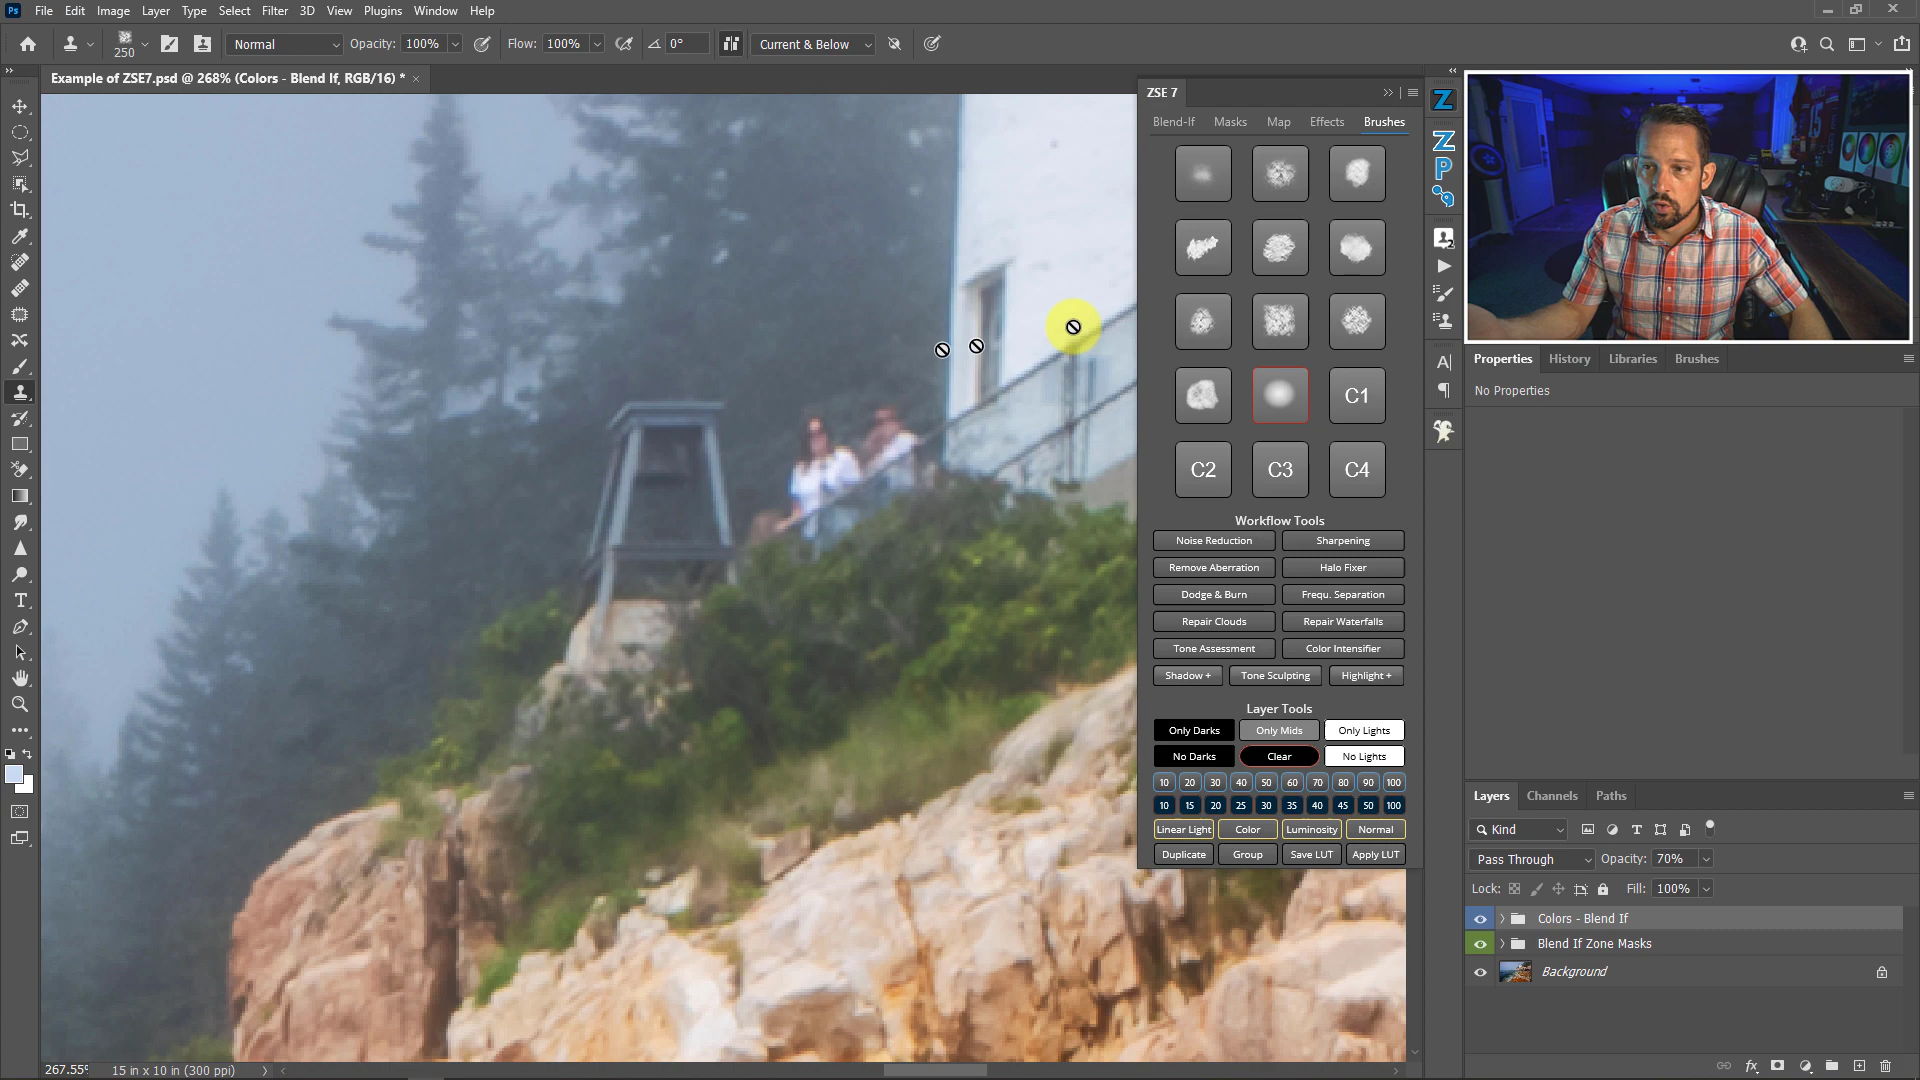 Ps File Edit Image Layer Type Select Filter 3D View Plugins Window Help
250 Normal Opacity: 100% Flow: 100% 0° Current & Below
Example of ZSE7.psd @ 268% (Colors - Blend If, RGB/16) *
ZSE 7
Blend-If Masks Map Effects Brushes
C1
C2 C3 C4
Workflow Tools
Noise Reduction Sharpening
Remove Aberration Halo Fixer
Dodge & Burn Frequ. Separation
Repair Clouds Repair Waterfalls
Tone Assessment Color Intensifier
Shadow + Tone Sculpting Highlight +
Layer Tools
Only Darks Only Mids Only Lights
No Darks Clear No Lights
10 20 30 40 50 60 70 80 90 100
10 15 20 25 30 35 40 45 50 100
Linear Light Color Luminosity Normal
Duplicate Group Save LUT Apply LUT
Properties History Libraries Brushes
No Properties
Layers Channels Paths
Kind
Pass Through Opacity: 70%
Lock: Fill: 100%
Colors - Blend If
Blend If Zone Masks
Background
267.55% 15 in x 10 in (300 ppi)